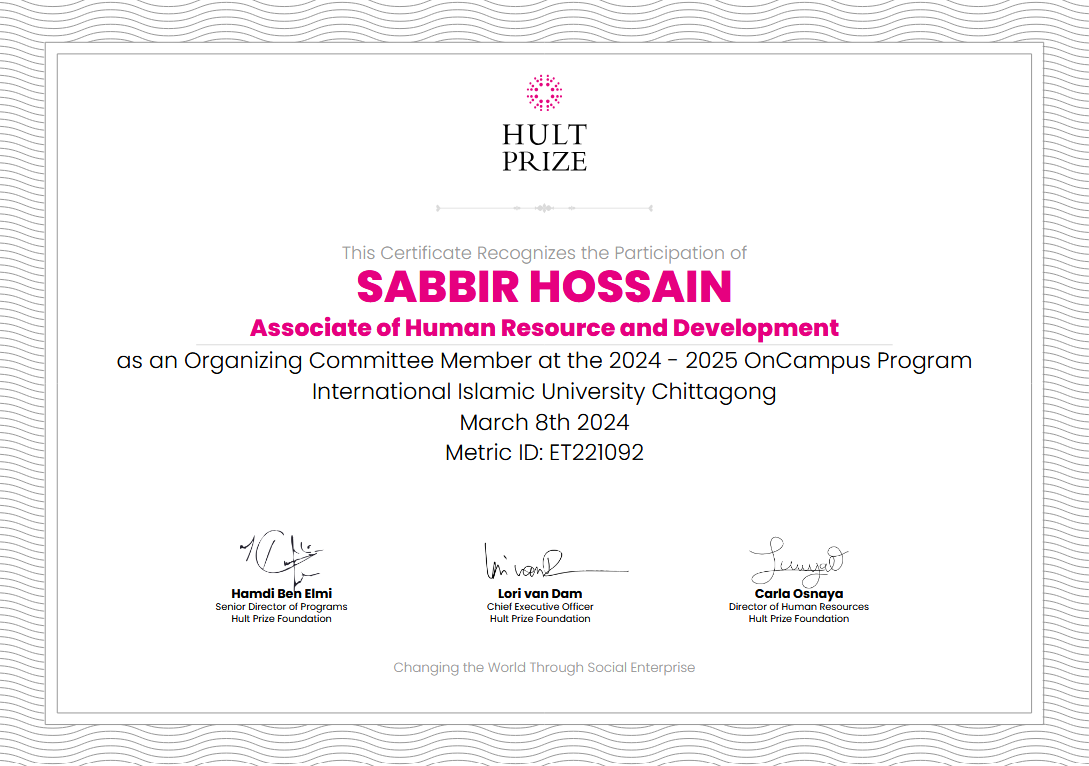 HULT
PRIZE
This Certificate Recognizes the Participation of
SABBIR HOSSAIN
Associate of Human Resource and Development
as an Organizing Committee Member at the 2024 - 2025 OnCampus Program
International Islamic University Chittagong
March 8th 2024
Metric ID: ET221092
Hamdi Ben Elmi
Senior Director of Programs
Hult Prize Foundation
Lori van Dam
Chief Executive Officer
Hult Prize Foundation
Carla Osnaya
Director of Human Resources
Hult Prize Foundation
Changing the World Through Social Enterprise